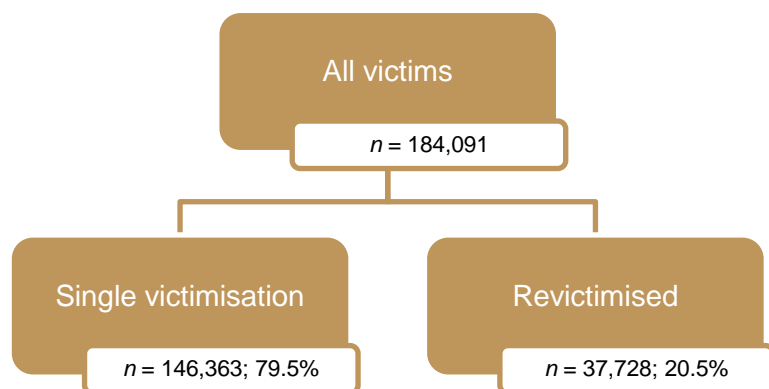 All victims
n = 184,091
Single victimisation
n = 146,363; 79.5%
Revictimised
n = 37,728; 20.5%